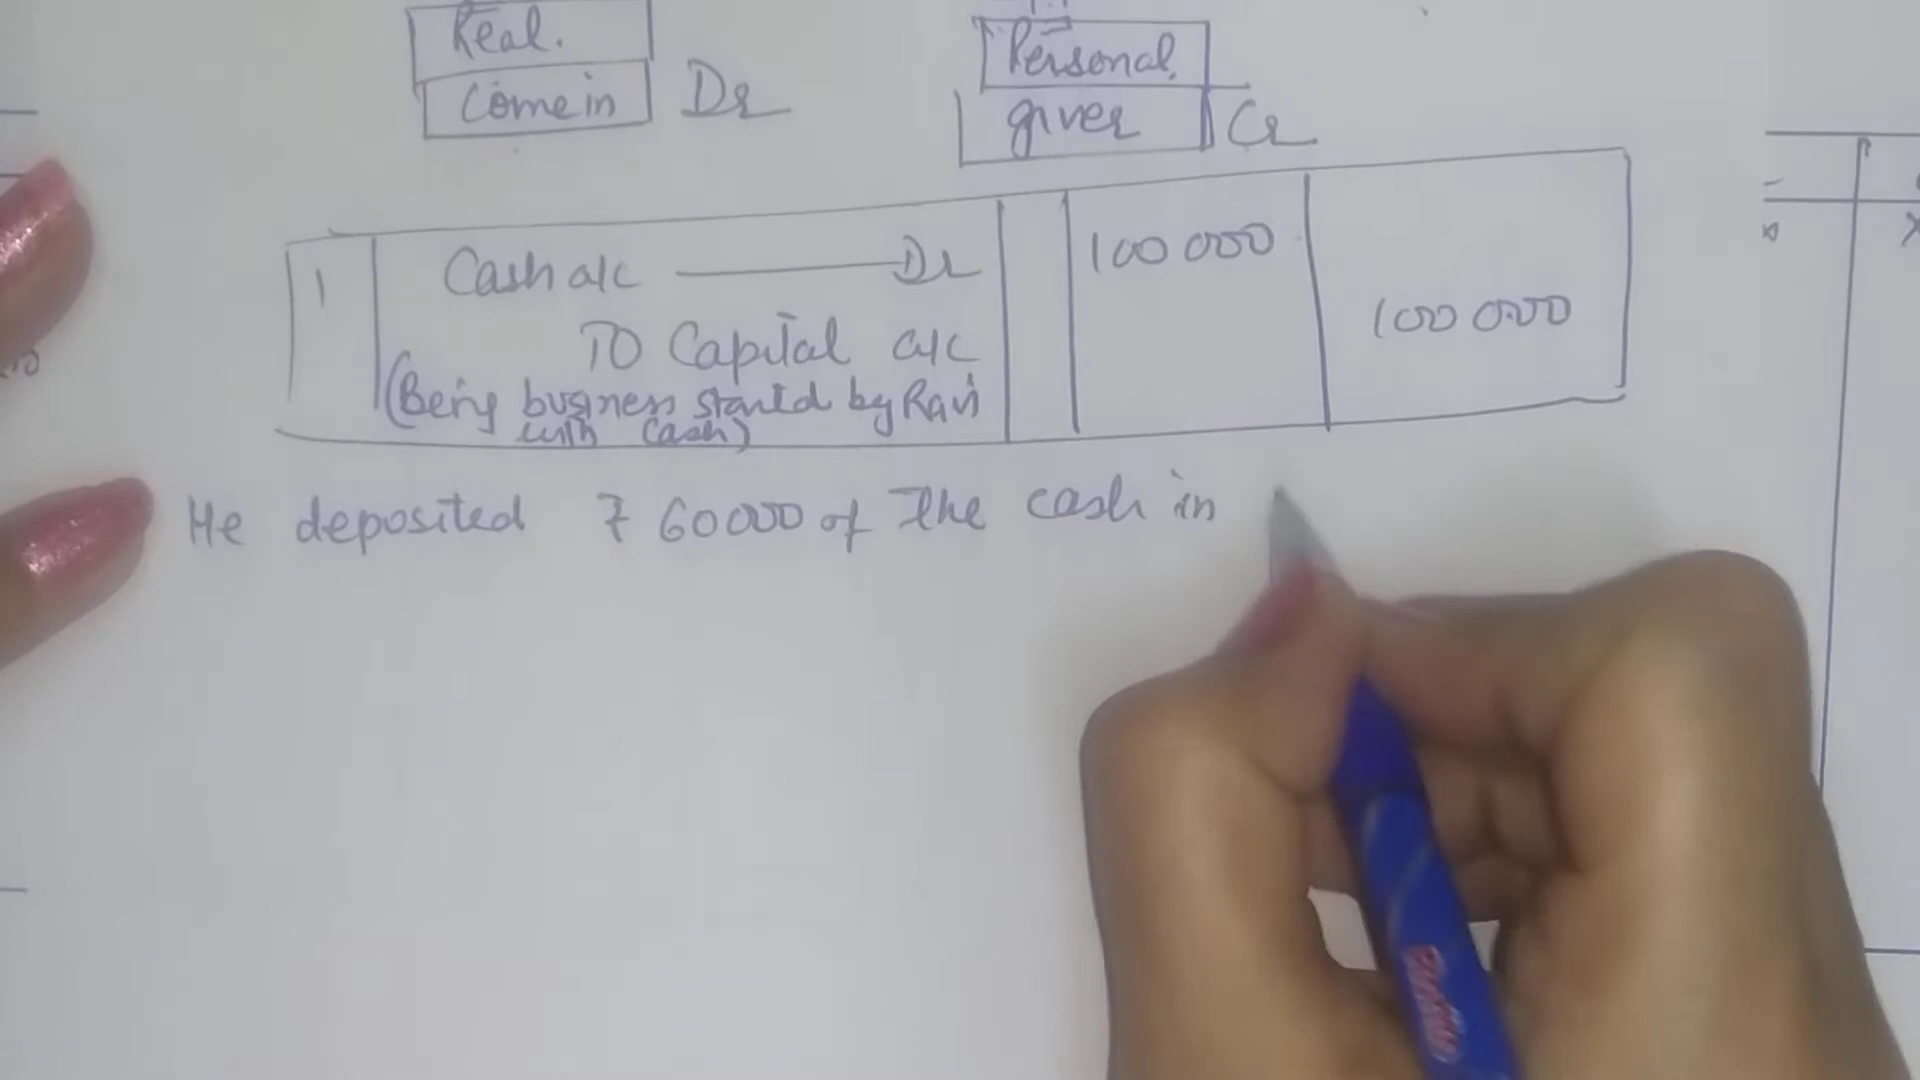 Real. Personal.
Come in Dr giver Cr
1 Cash a/c Dr 100 000
TO Capital a/c 100 000
(Being business started by Ravi
with cash)
He deposited ₹ 60000 of the cash in